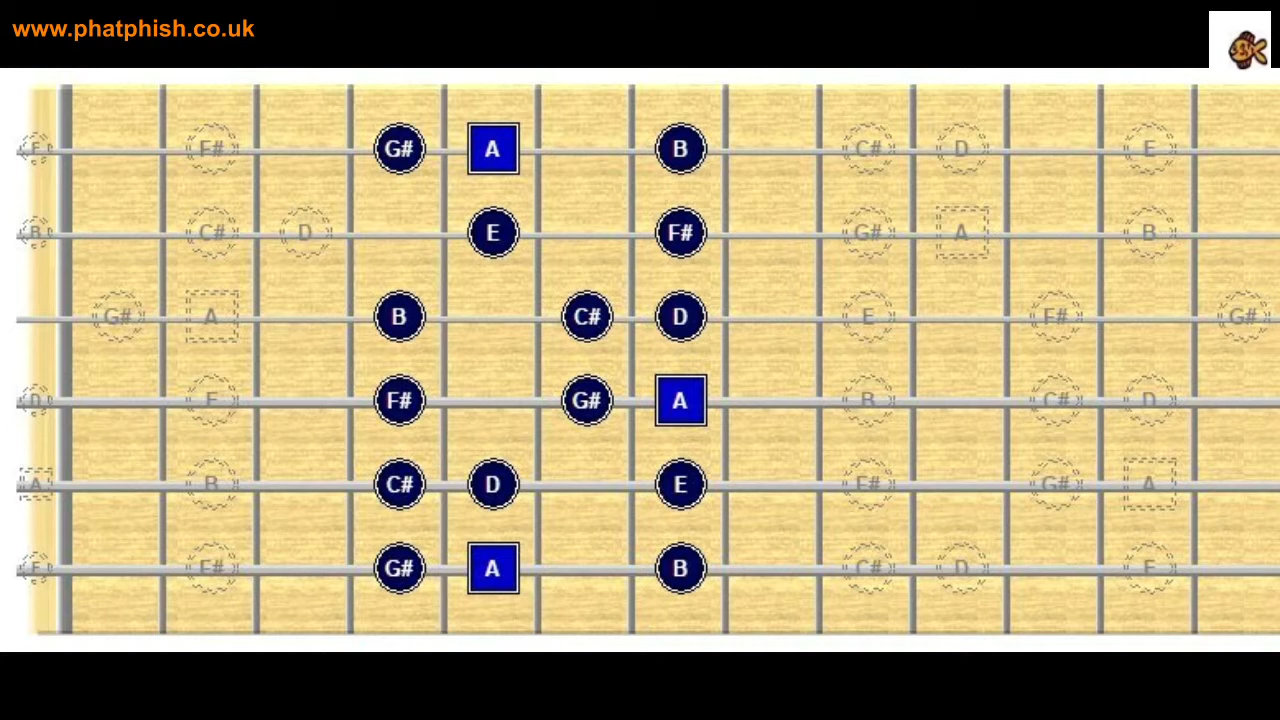 www.phatphish.co.uk
E F# G# A B C# D E
B C# D E F# G# A B
G# A B C# D E F# G#
D E F# G# A B C# D
A B C# D E F# G# A
E F# G# A B C# D E